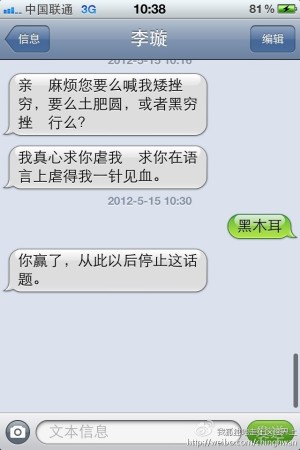 中国联通 3G 10:38 81%
信息 李璇 编辑
2012-5-15 10:16
亲 麻烦您要么喊我矮挫
穷，要么土肥圆，或者黑穷
挫 行么？
我真心求你虐我 求你在语
言上虐得我一针见血。
2012-5-15 10:30
黑木耳
你赢了，从此以后停止这话
题。
文本信息 发送